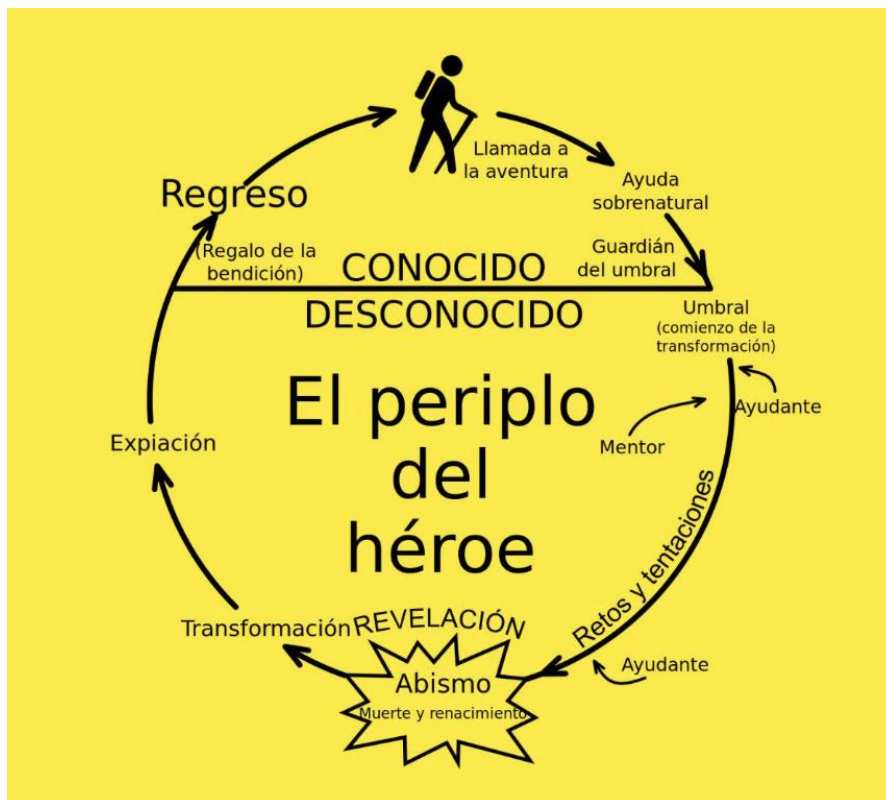 Llamada a
la aventura
Ayuda
sobrenatural
Regreso
(Regalo de la
bendición)
Guardián
del umbral
CONOCIDO
DESCONOCIDO
Umbral
(comienzo de la
transformación)
El periplo
del
héroe
Ayudante
Mentor
Expiación
Retos y tentaciones
REVELACIÓN
Transformación
Ayudante
Abismo
Muerte y renacimiento